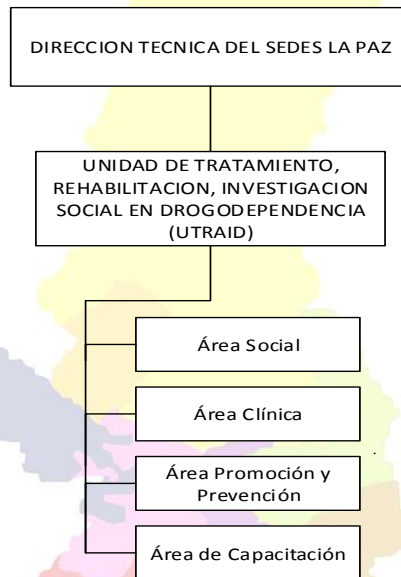 DIRECCION TECNICA DEL SEDES LA PAZ
UNIDAD DE TRATAMIENTO,
REHABILITACION, INVESTIGACION
SOCIAL EN DROGODEPENDENCIA
(UTRAID)
Área Social
Área Clínica
Área Promoción y
Prevención
Área de Capacitación